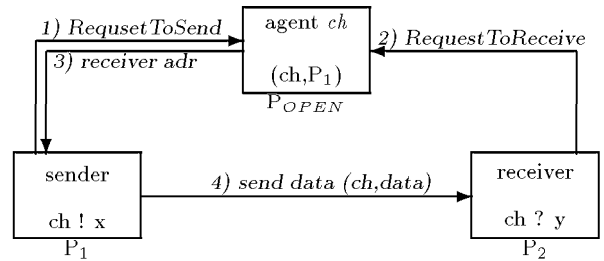 1) RequsetToSend
agent ch
2) RequestToReceive
3) receiver adr
(ch,P1)
POPEN
sender
4) send data (ch,data)
receiver
ch ! x
ch ? y
P1
P2